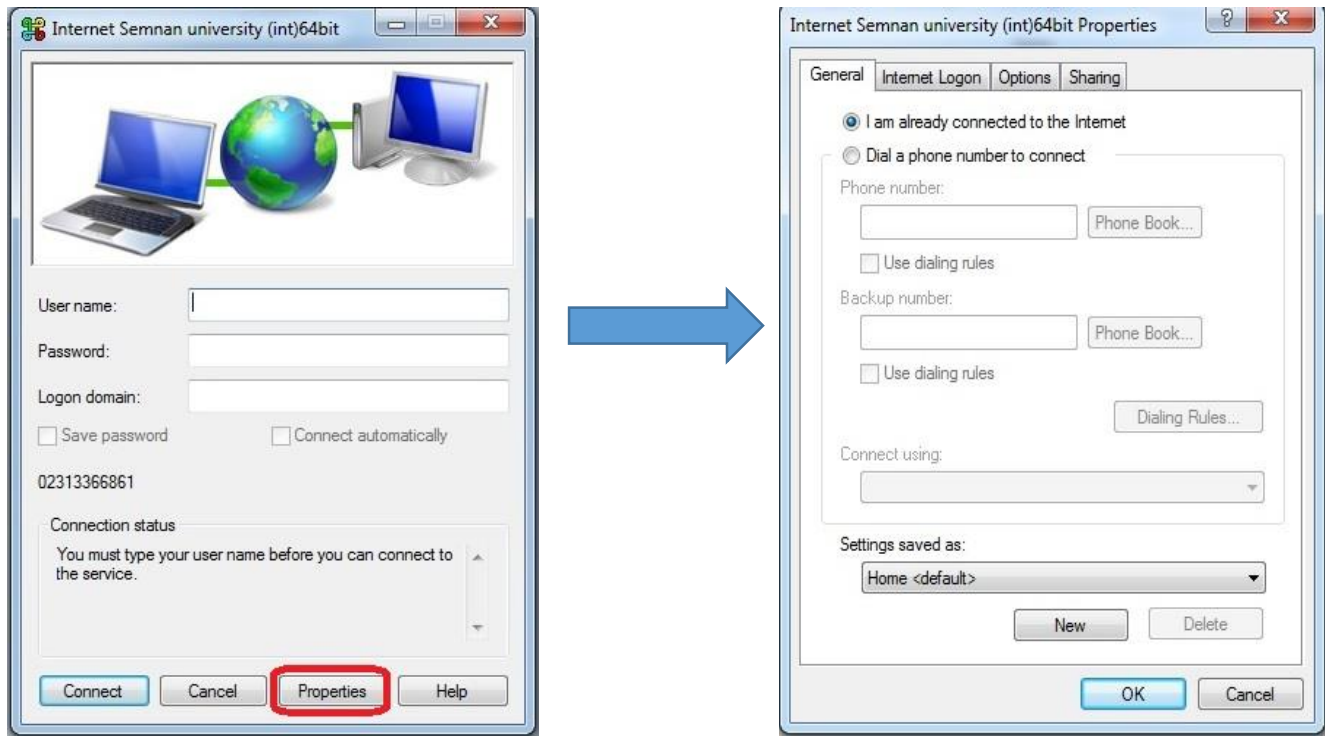 Internet Semnan university (int)64bit
User name:
Password:
Logon domain:
Save password Connect automatically
02313366861
Connection status
You must type your user name before you can connect to
the service.
Connect Cancel Properties Help
Internet Semnan university (int)64bit Properties
General Internet Logon Options Sharing
I am already connected to the Internet
Dial a phone number to connect
Phone number:
Phone Book...
Use dialing rules
Backup number:
Phone Book...
Use dialing rules
Dialing Rules...
Connect using:
Settings saved as:
Home <default>
New Delete
OK Cancel